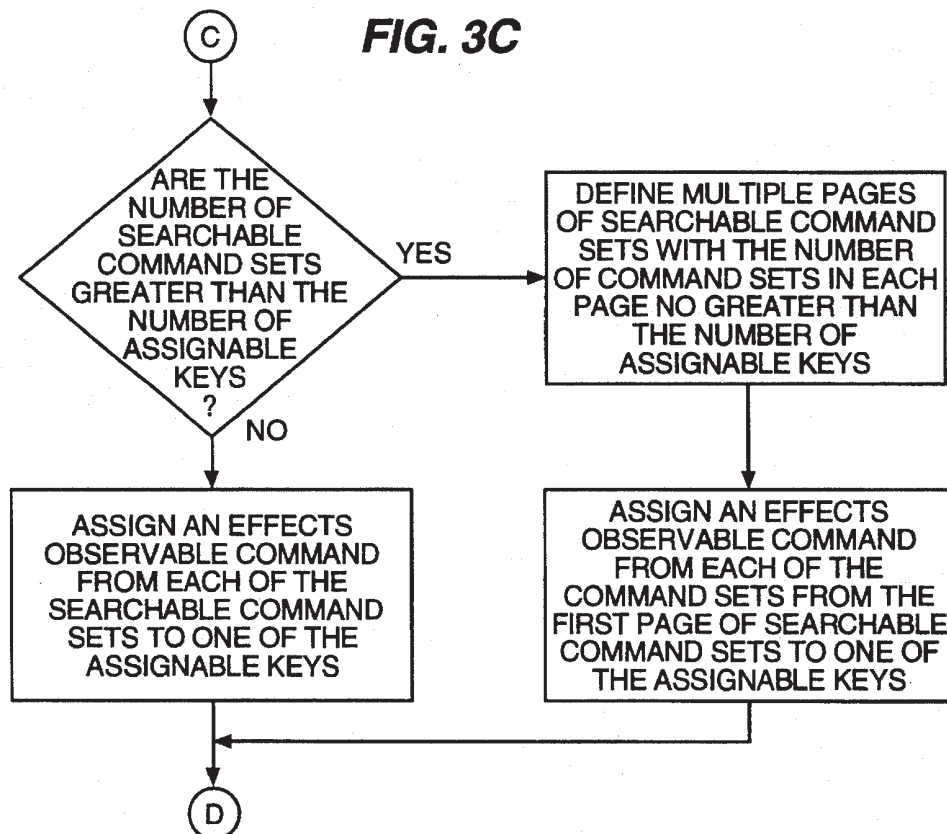 C
FIG. 3C
ARE THE
NUMBER OF
SEARCHABLE
COMMAND SETS
GREATER THAN THE
NUMBER OF
ASSIGNABLE
KEYS
?
YES
NO
DEFINE MULTIPLE PAGES
OF SEARCHABLE COMMAND
SETS WITH THE NUMBER
OF COMMAND SETS IN EACH
PAGE NO GREATER THAN
THE NUMBER OF
ASSIGNABLE KEYS
ASSIGN AN EFFECTS
OBSERVABLE COMMAND
FROM EACH OF THE
SEARCHABLE COMMAND
SETS TO ONE OF THE
ASSIGNABLE KEYS
ASSIGN AN EFFECTS
OBSERVABLE COMMAND
FROM EACH OF THE
COMMAND SETS FROM THE
FIRST PAGE OF SEARCHABLE
COMMAND SETS TO ONE OF
THE ASSIGNABLE KEYS
D